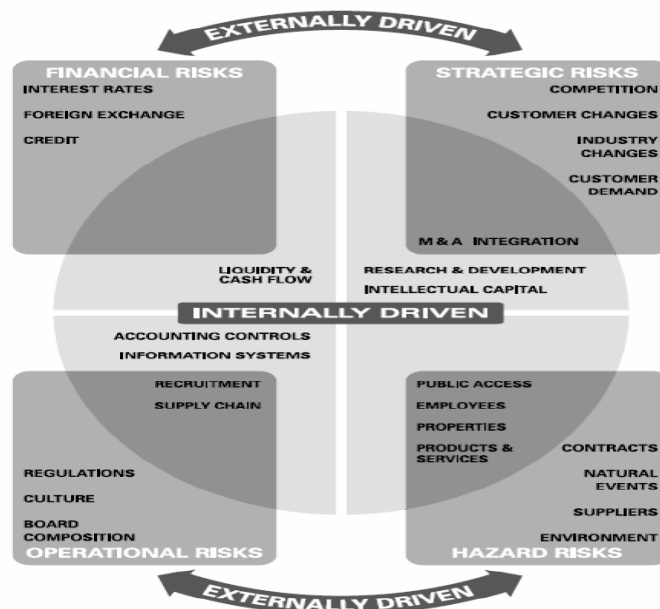 EXTERNALLY DRIVEN
FINANCIAL RISKS
INTEREST RATES
FOREIGN EXCHANGE
CREDIT
STRATEGIC RISKS
COMPETITION
CUSTOMER CHANGES
INDUSTRY
CHANGES
CUSTOMER
DEMAND
M & A INTEGRATION
LIQUIDITY &
CASH FLOW
RESEARCH & DEVELOPMENT
INTELLECTUAL CAPITAL
INTERNALLY DRIVEN
ACCOUNTING CONTROLS
INFORMATION SYSTEMS
RECRUITMENT
SUPPLY CHAIN
REGULATIONS
CULTURE
BOARD
COMPOSITION
OPERATIONAL RISKS
PUBLIC ACCESS
EMPLOYEES
PROPERTIES
PRODUCTS &
SERVICES
CONTRACTS
NATURAL
EVENTS
SUPPLIERS
ENVIRONMENT
HAZARD RISKS
EXTERNALLY DRIVEN